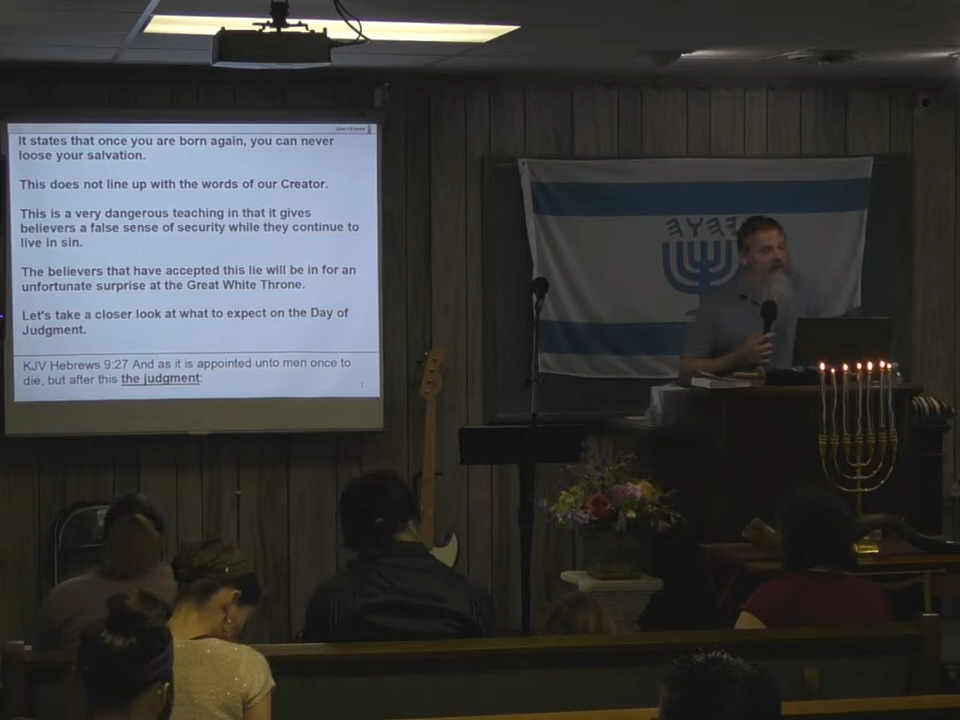 It states that once you are born again, you can never
loose your salvation.
This does not line up with the words of our Creator.
This is a very dangerous teaching in that it gives
believers a false sense of security while they continue to
live in sin.
The believers that have accepted this lie will be in for an
unfortunate surprise at the Great White Throne.
Let's take a closer look at what to expect on the Day of
Judgment.
KJV Hebrews 9:27 And as it is appointed unto men once to
die, but after this the judgment:
1